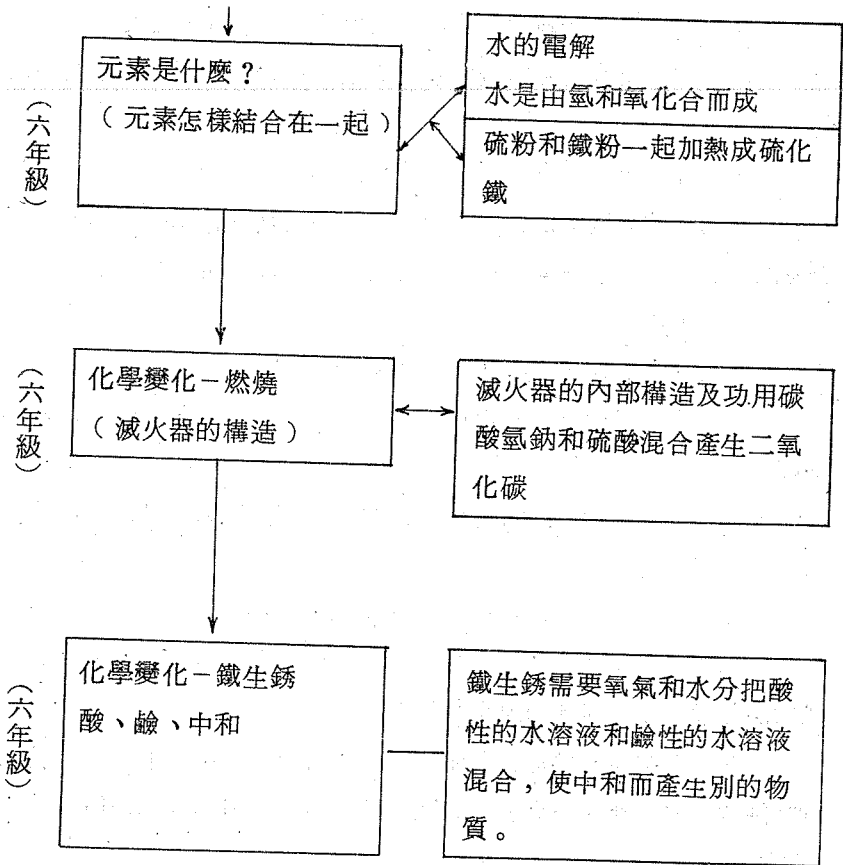 元素是什麼？
（元素怎樣結合在一起）
（六年級）
水的電解
水是由氫和氧化合而成
硫粉和鐵粉一起加熱成硫化
鐵
化學變化－燃燒
（滅火器的構造）
（六年級）
滅火器的內部構造及功用碳
酸氫鈉和硫酸混合產生二氧
化碳
化學變化－鐵生銹
酸、鹼、中和
（六年級）
鐵生銹需要氧氣和水分把酸
性的水溶液和鹼性的水溶液
混合，使中和而產生別的物
質。